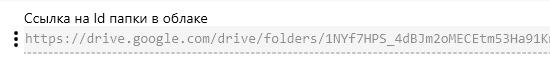 Ссылка на Id папки в облаке
https://drive.google.com/drive/folders/1NYf7HPS_4dBJm2oMECEtm53Ha91K